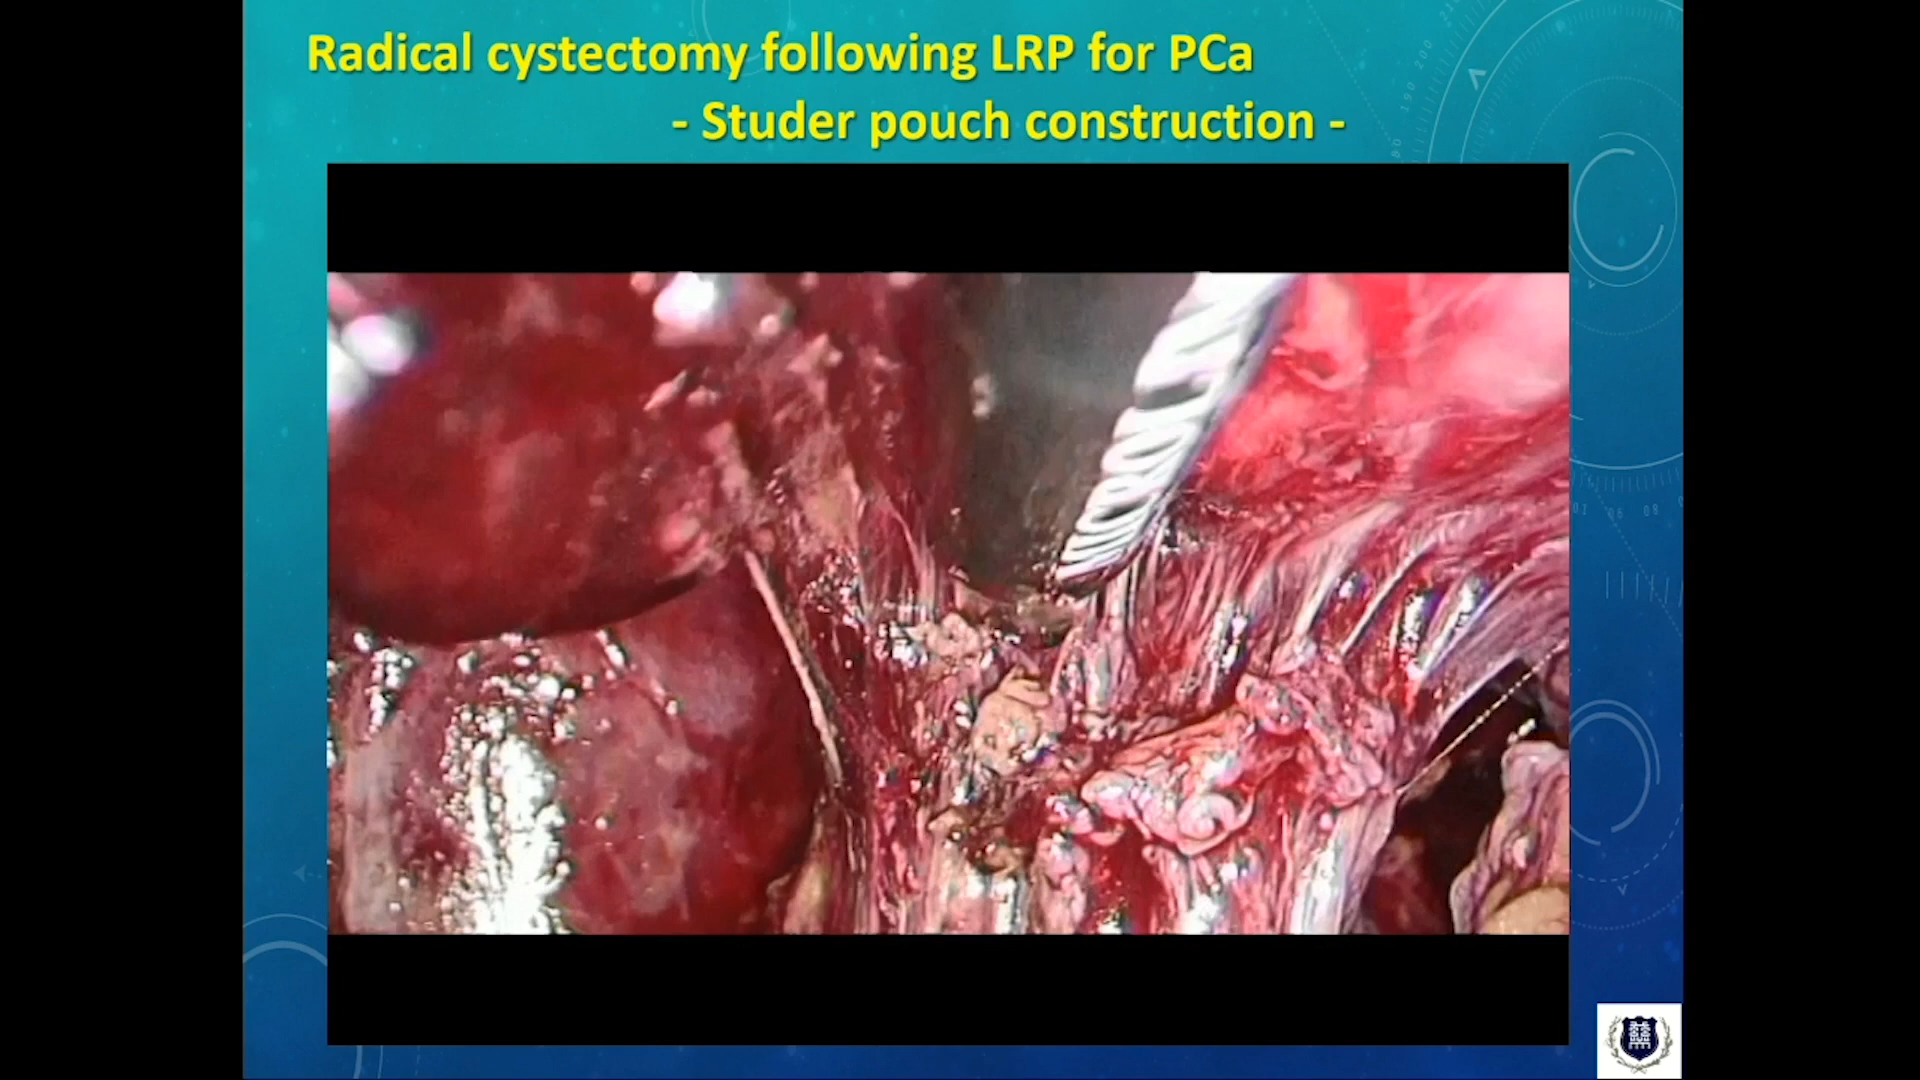 Radical cystectomy following LRP for PCa
- Studer pouch construction -